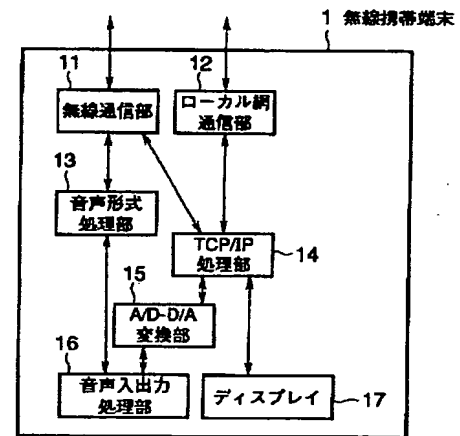 1 無線携帯端末
11
無線通信部
12
ローカル網
通信部
13
音声形式
処理部
TCP/IP
処理部
14
15
A/D-D/A
変換部
16
音声入出力
処理部
ディスプレイ
17